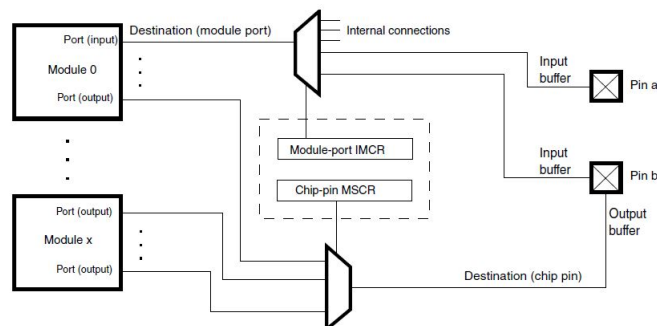 Destination (module port)
Port (input)
Module 0
Port (output)
Internal connections
Input
buffer
Pin a
Module-port IMCR
Chip-pin MSCR
Input
buffer
Pin b
Output
buffer
Port (output)
Module x
Port (output)
Destination (chip pin)